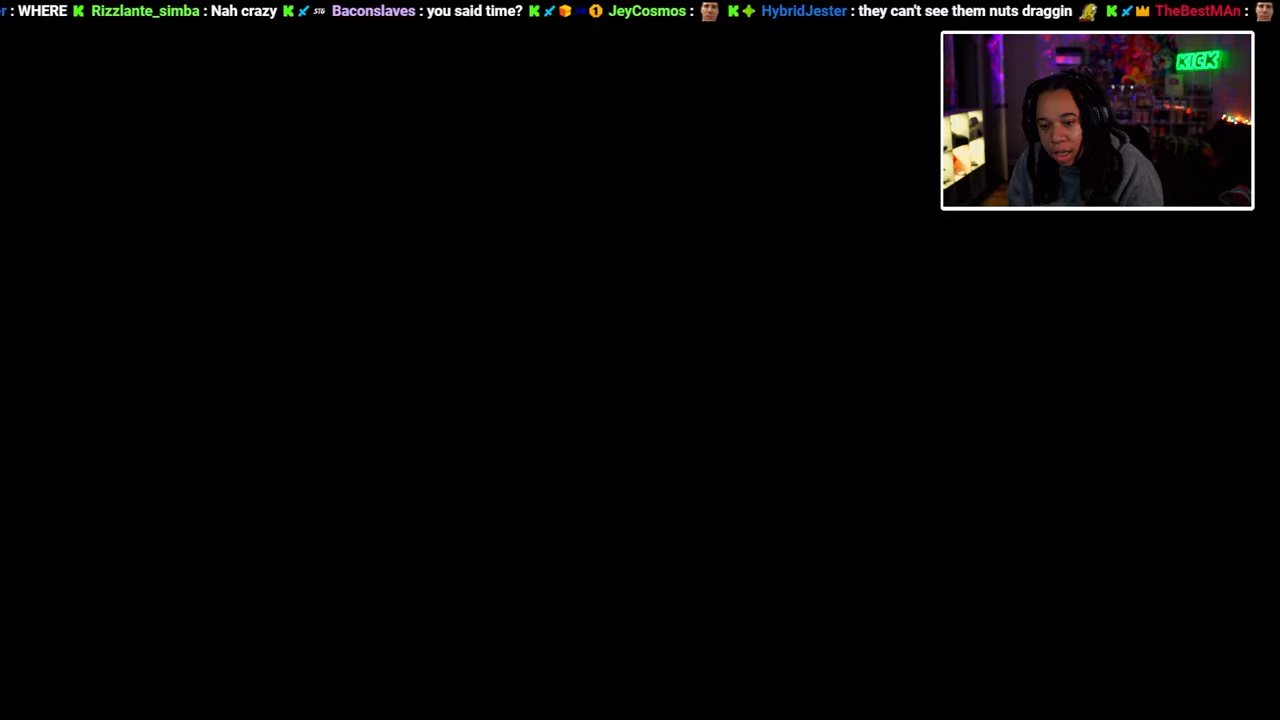 r : WHERE Rizzlante_simba : Nah crazy Baconslaves : you said time? JeyCosmos : HybridJester : they can't see them nuts draggin TheBestMAn :
KICK